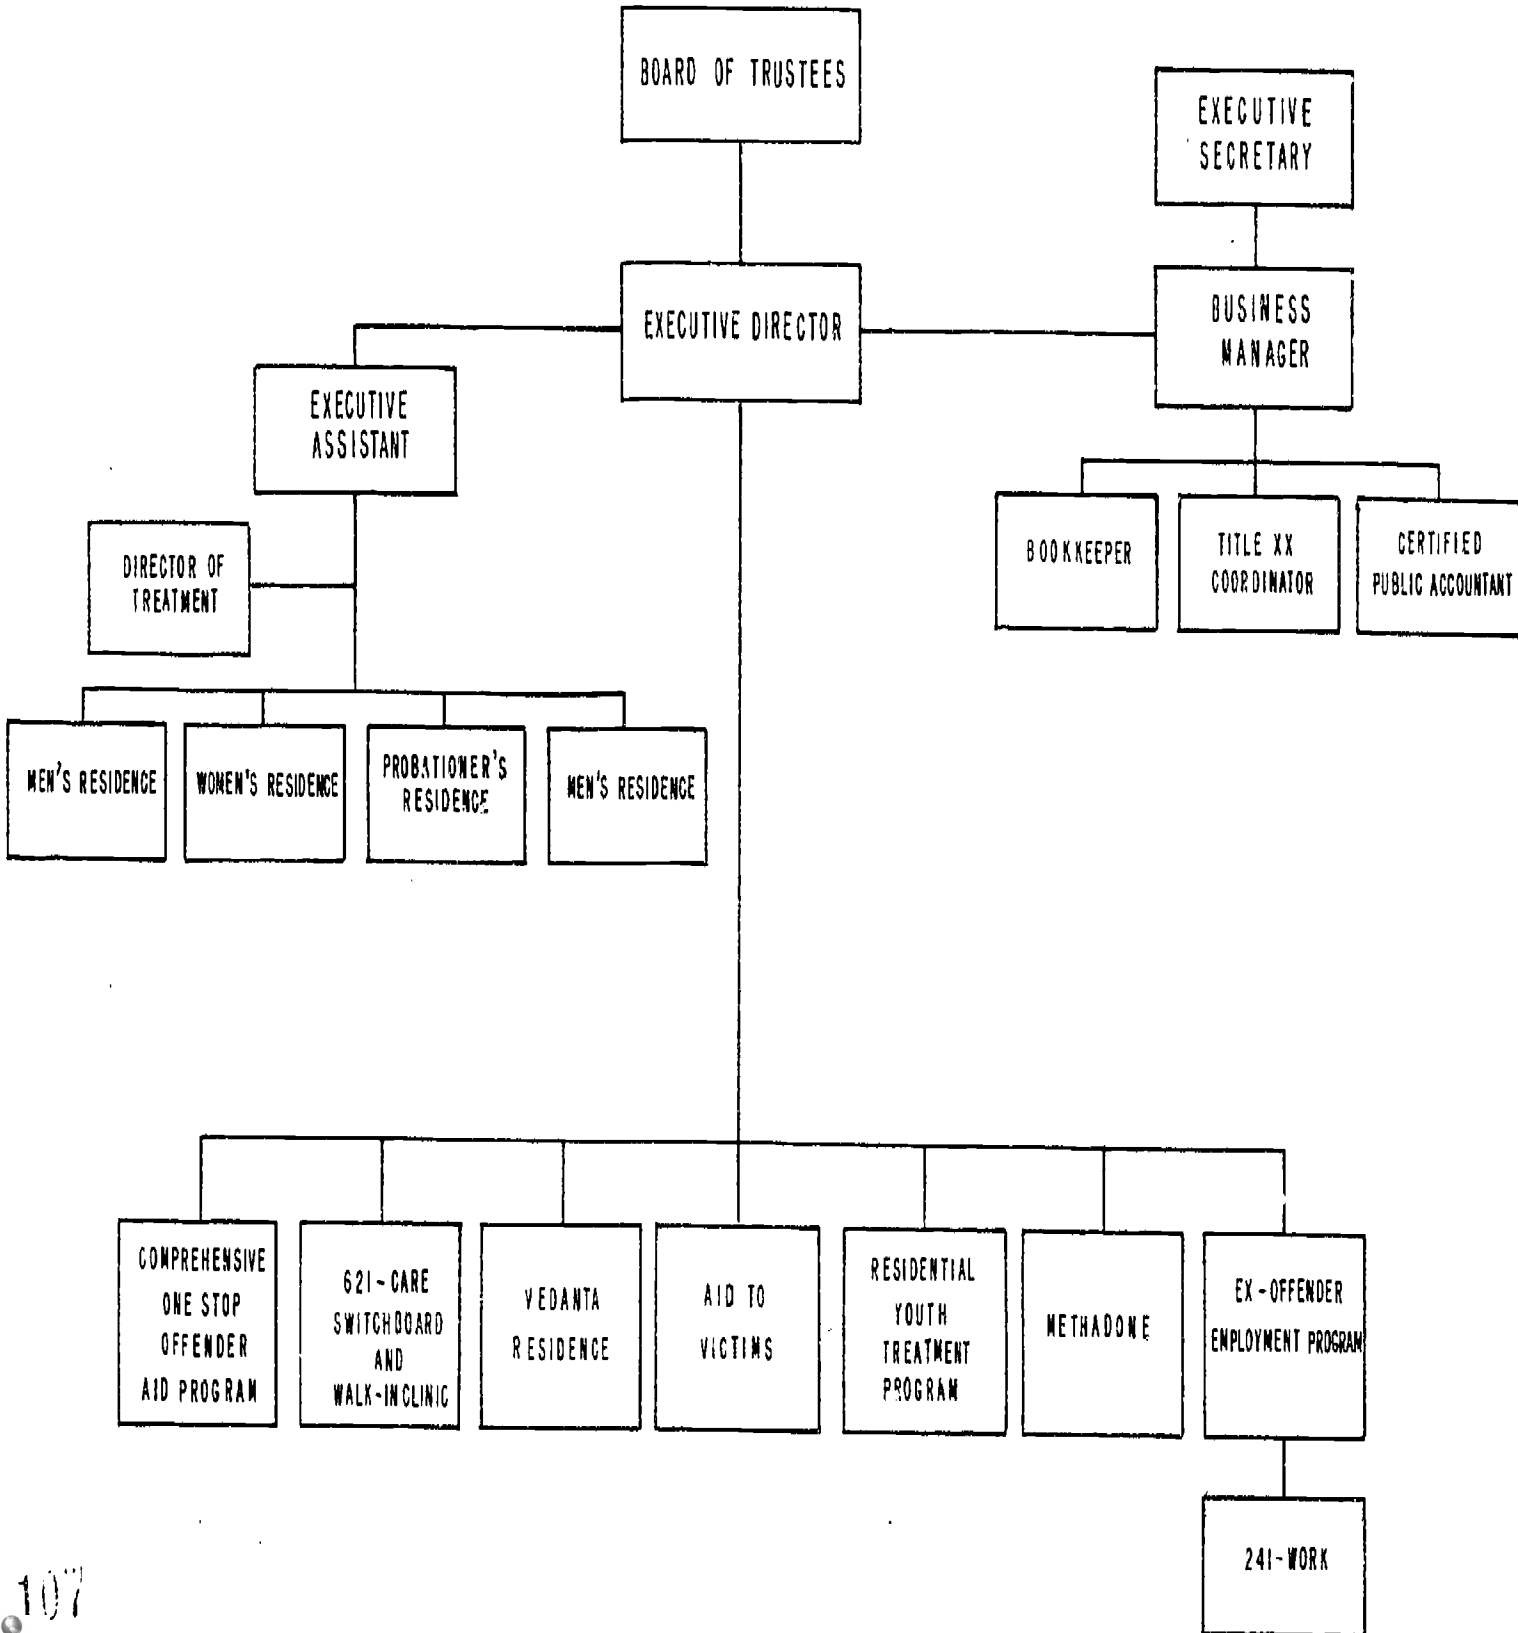 BOARD OF TRUSTEES
EXECUTIVE
SECRETARY
EXECUTIVE DIRECTOR
BUSINESS
MANAGER
EXECUTIVE
ASSISTANT
DIRECTOR OF
TREATMENT
BOOKKEEPER
TITLE XX
COORDINATOR
CERTIFIED
PUBLIC ACCOUNTANT
MEN'S RESIDENCE
WOMEN'S RESIDENCE
PROBATIONER'S
RESIDENCE
MEN'S RESIDENCE
COMPREHENSIVE
ONE STOP
OFFENDER
AID PROGRAM
621-CARE
SWITCHBOARD
AND
WALK-IN CLINIC
VEDANTA
RESIDENCE
AID TO
VICTIMS
RESIDENTIAL
YOUTH
TREATMENT
PROGRAM
METHADONE
EX-OFFENDER
EMPLOYMENT PROGRAM
241-WORK
107